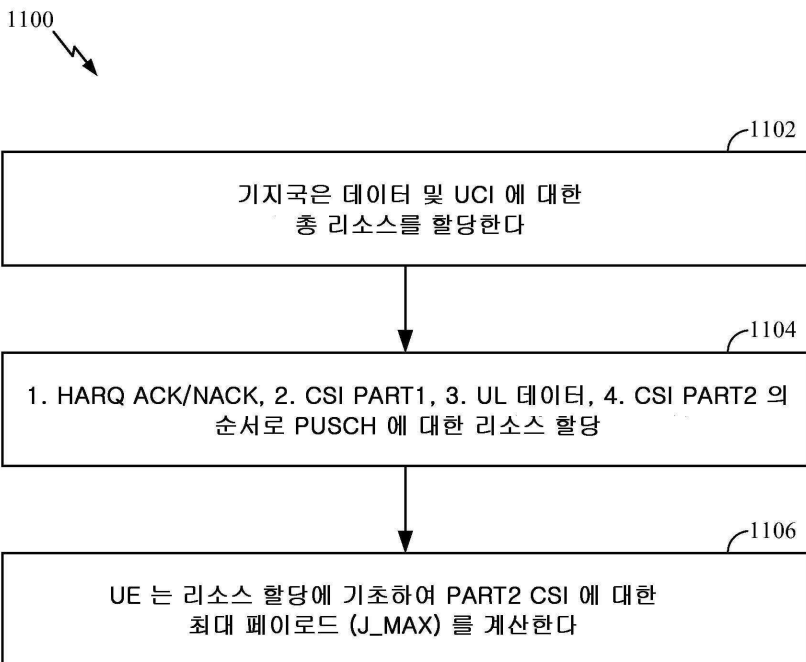 1100
1102
기지국은 데이터 및 UCI 에 대한
총 리소스를 할당한다
1104
1. HARQ ACK/NACK, 2. CSI PART1, 3. UL 데이터, 4. CSI PART2 의
순서로 PUSCH 에 대한 리소스 할당
1106
UE 는 리소스 할당에 기초하여 PART2 CSI 에 대한
최대 페이로드 (J_MAX) 를 계산한다